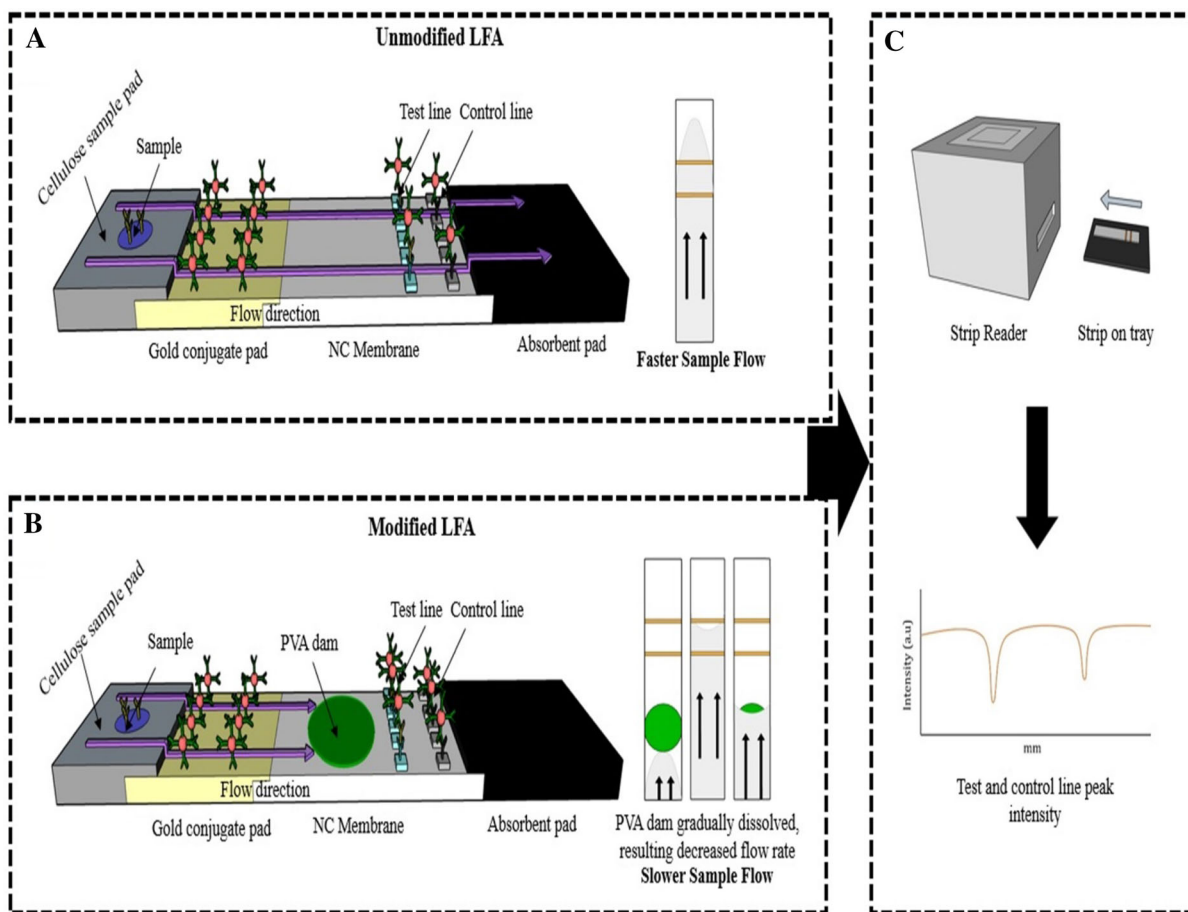 A
Unmodified LFA
Cellulose sample pad
Sample
Test line
Control line
Flow direction
Gold conjugate pad
NC Membrane
Absorbent pad
Faster Sample Flow
B
Modified LFA
Cellulose sample pad
Sample
PVA dam
Test line
Control line
Flow direction
Gold conjugate pad
NC Membrane
Absorbent pad
PVA dam gradually dissolved,
resulting decreased flow rate
Slower Sample Flow
C
Strip Reader
Strip on tray
Intensity (a.u)
mm
Test and control line peak
intensity